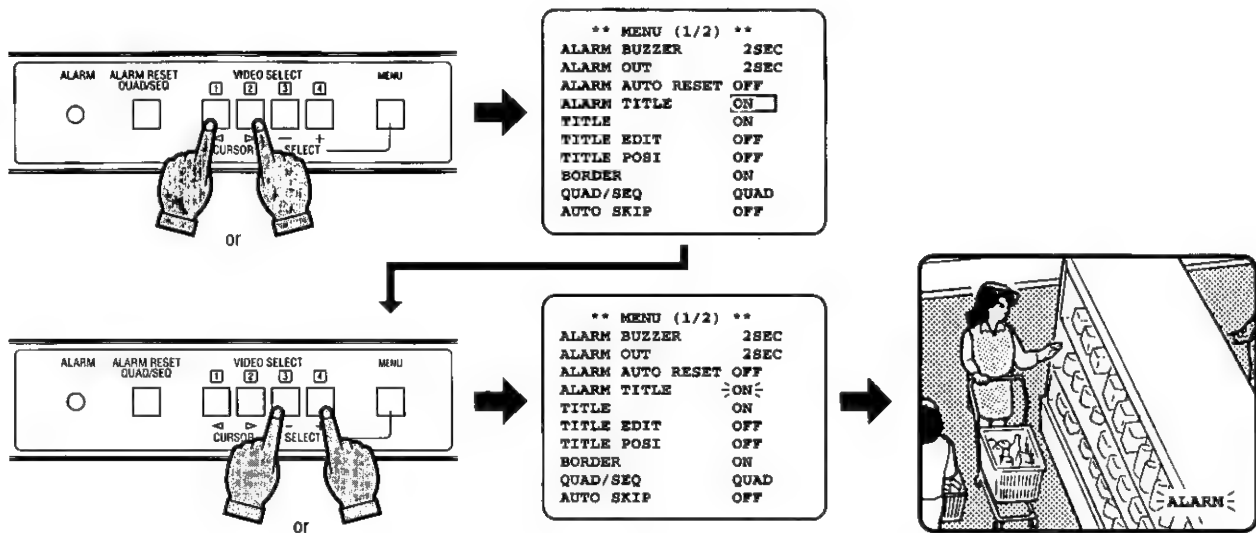 ALARM ALARM RESET VIDEO SELECT MENU
QUAD/SEQ 1 2 3 4
◁ ▷ − +
CURSOR SELECT
or
** MENU (1/2) **
ALARM BUZZER 2SEC
ALARM OUT 2SEC
ALARM AUTO RESET OFF
ALARM TITLE ON
TITLE ON
TITLE EDIT OFF
TITLE POSI OFF
BORDER ON
QUAD/SEQ QUAD
AUTO SKIP OFF
ALARM ALARM RESET VIDEO SELECT MENU
QUAD/SEQ 1 2 3 4
◁ ▷ − +
CURSOR SELECT
or
** MENU (1/2) **
ALARM BUZZER 2SEC
ALARM OUT 2SEC
ALARM AUTO RESET OFF
ALARM TITLE ON
TITLE ON
TITLE EDIT OFF
TITLE POSI OFF
BORDER ON
QUAD/SEQ QUAD
AUTO SKIP OFF
ALARM